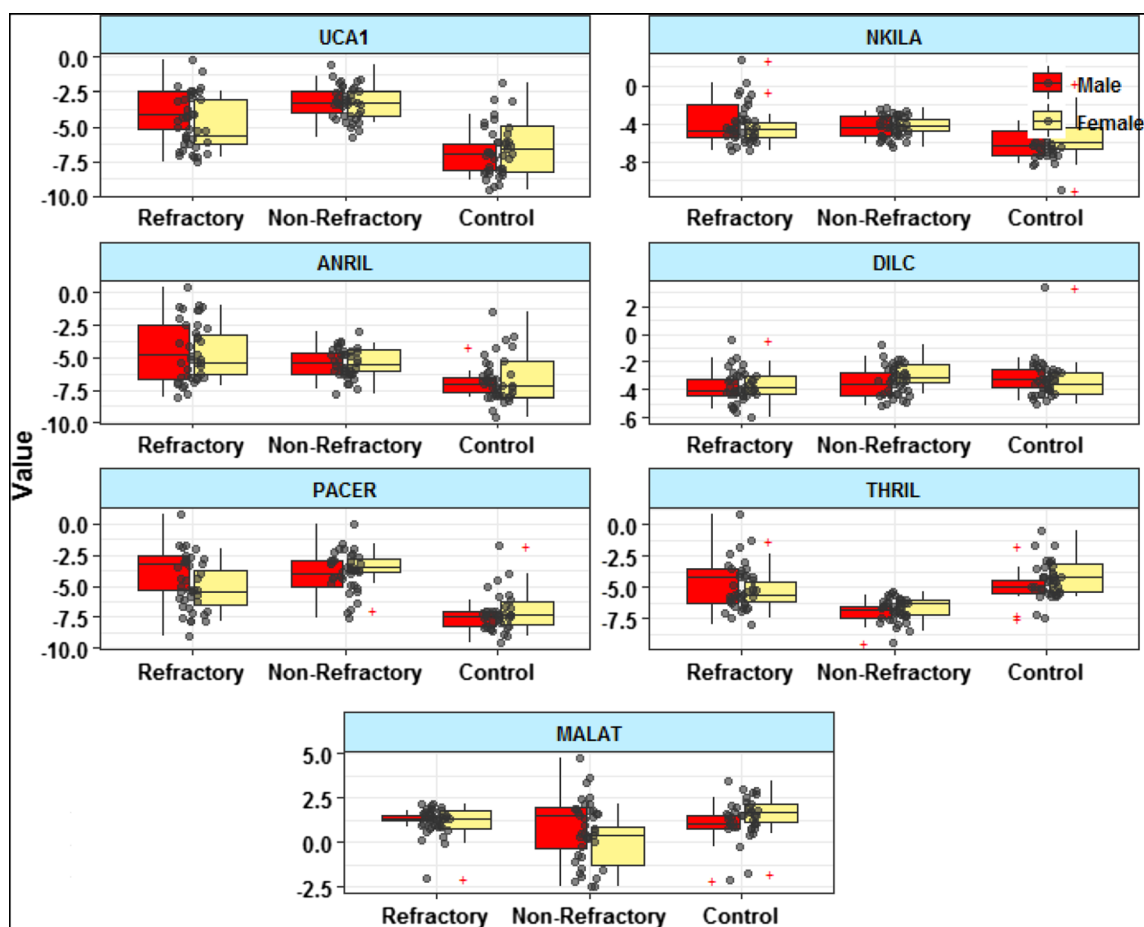 UCA1
NKILA
0.0
-2.5
-5.0
-7.5
-10.0
0
-4
-8
Male
Female
Refractory Non-Refractory Control
Refractory Non-Refractory Control
ANRIL
DILC
0.0
-2.5
-5.0
-7.5
-10.0
2
0
-2
-4
-6
Refractory Non-Refractory Control
Refractory Non-Refractory Control
Value
PACER
THRIL
0.0
-2.5
-5.0
-7.5
-10.0
0.0
-2.5
-5.0
-7.5
Refractory Non-Refractory Control
Refractory Non-Refractory Control
MALAT
5.0
2.5
0.0
-2.5
Refractory Non-Refractory Control